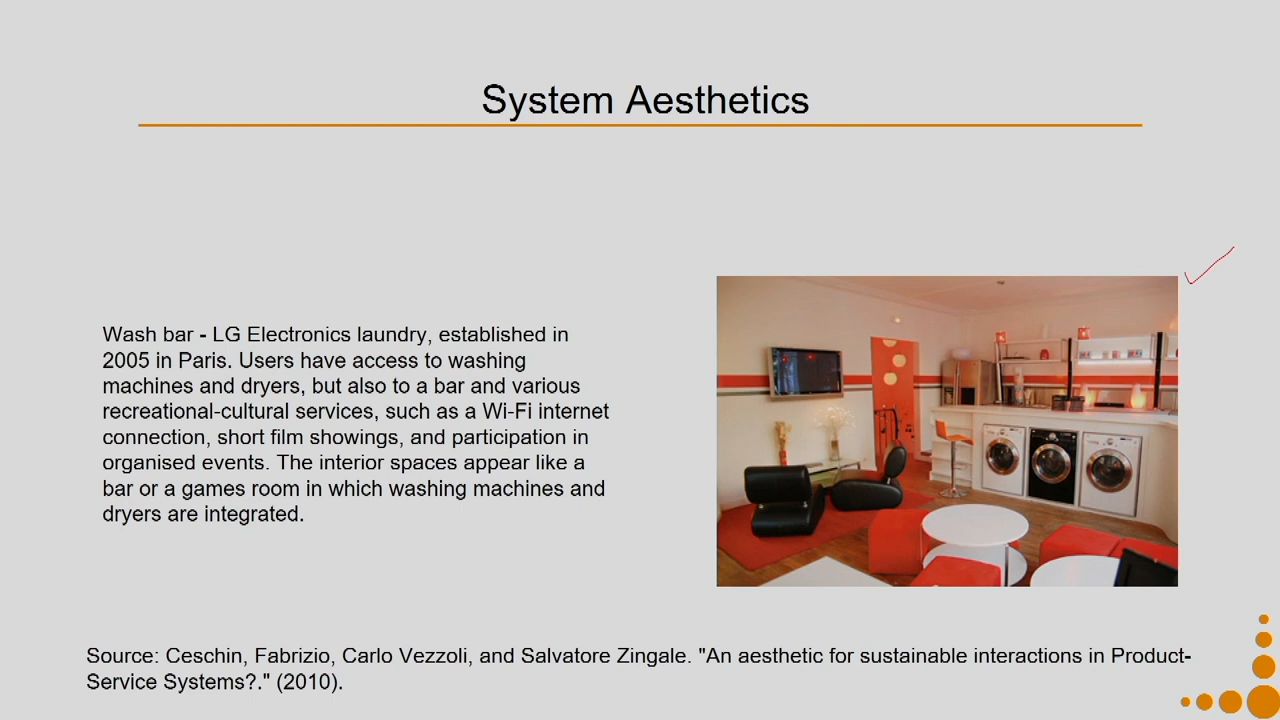 System Aesthetics
Wash bar - LG Electronics laundry, established in
2005 in Paris. Users have access to washing
machines and dryers, but also to a bar and various
recreational-cultural services, such as a Wi-Fi internet
connection, short film showings, and participation in
organised events. The interior spaces appear like a
bar or a games room in which washing machines and
dryers are integrated.
Source: Ceschin, Fabrizio, Carlo Vezzoli, and Salvatore Zingale. "An aesthetic for sustainable interactions in Product-
Service Systems?." (2010).